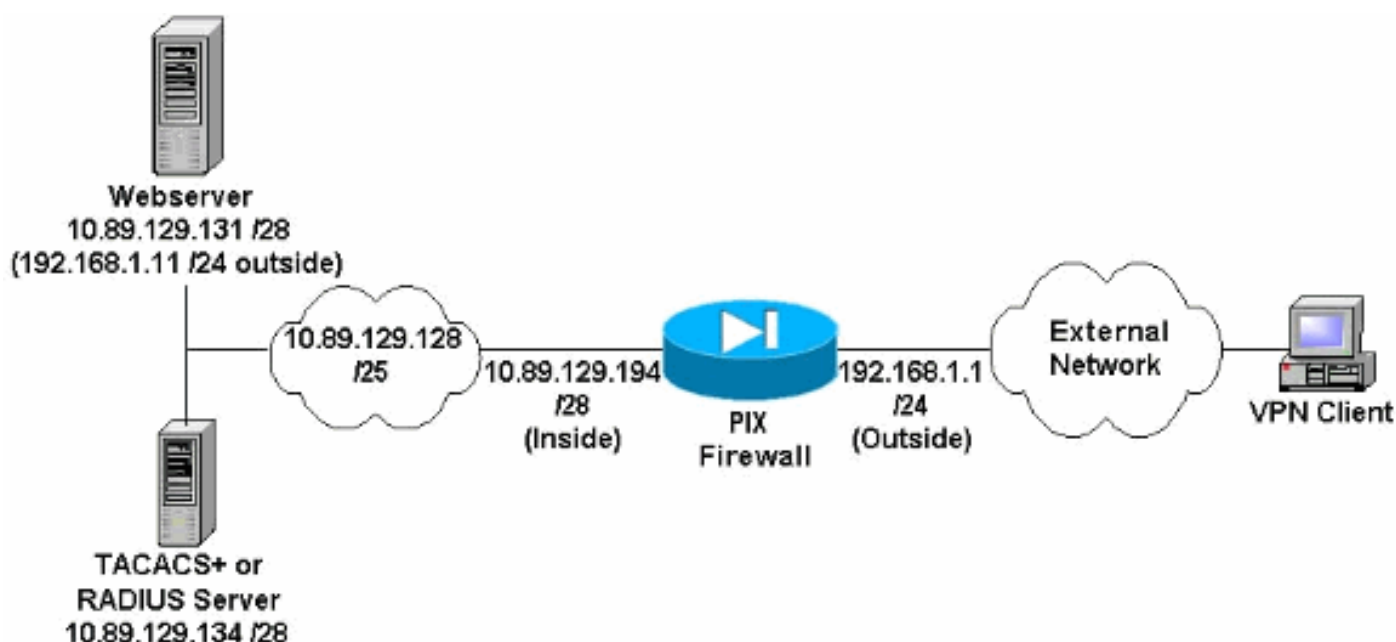 Webserver
10.89.129.131 /28
(192.168.1.11 /24 outside)
10.89.129.128
/25
10.89.129.194
/28
(Inside)
PIX
Firewall
192.168.1.1
/24
(Outside)
External
Network
VPN Client
TACACS+ or
RADIUS Server
10.89.129.134 /28